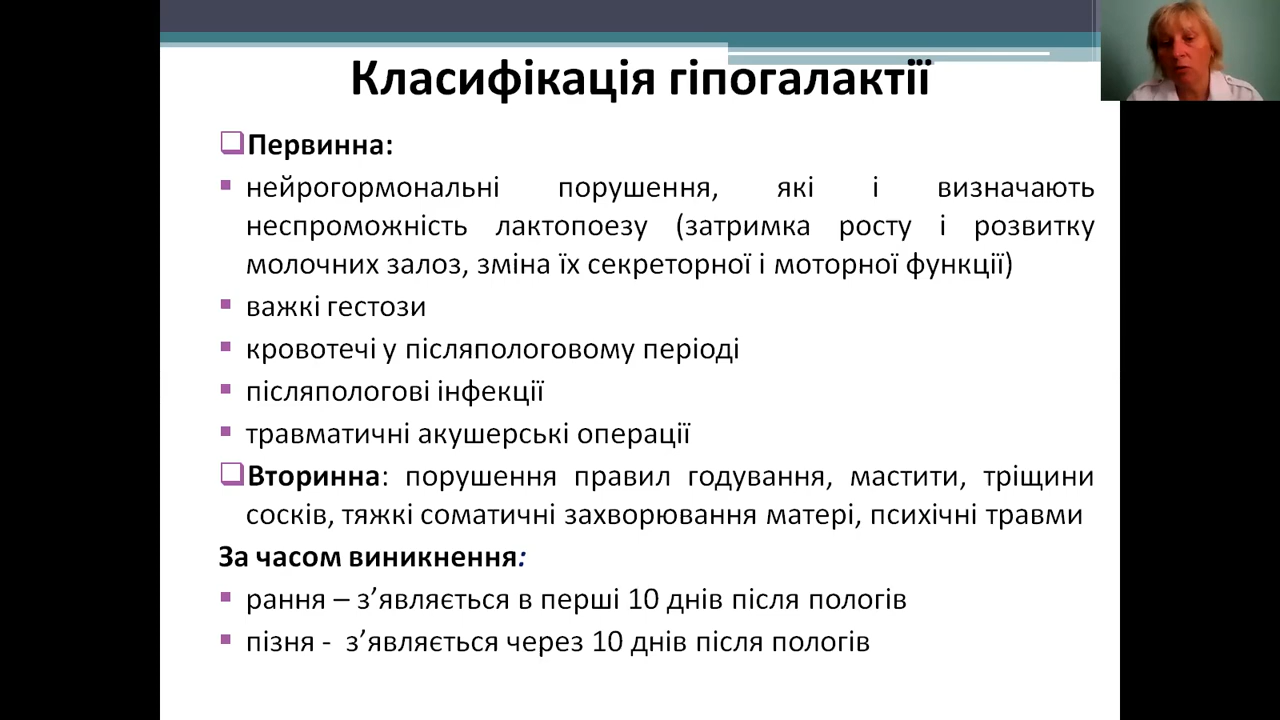 Класифікація гіпогалактії
Первинна:
нейрогормональні порушення, які і визначають
неспроможність лактопоезу (затримка росту і розвитку
молочних залоз, зміна їх секреторної і моторної функції)
важкі гестози
кровотечі у післяпологовому періоді
післяпологові інфекції
травматичні акушерські операції
Вторинна: порушення правил годування, мастити, тріщини
сосків, тяжкі соматичні захворювання матері, психічні травми
За часом виникнення:
рання – з’являється в перші 10 днів після пологів
пізня - з’являється через 10 днів після пологів